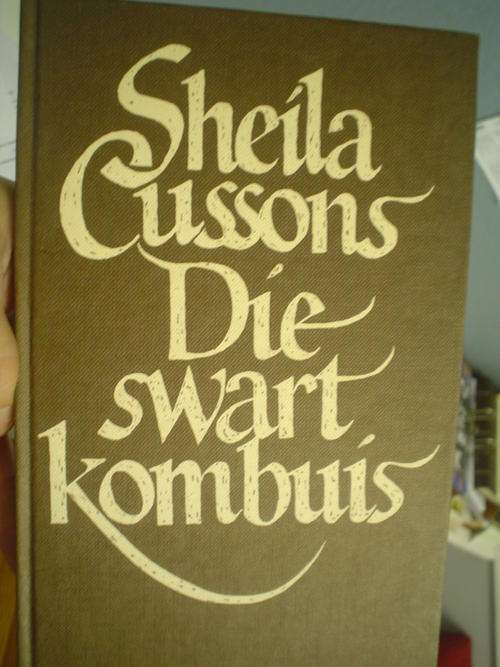 Sheila
Cussons
Die
swart
kombuis